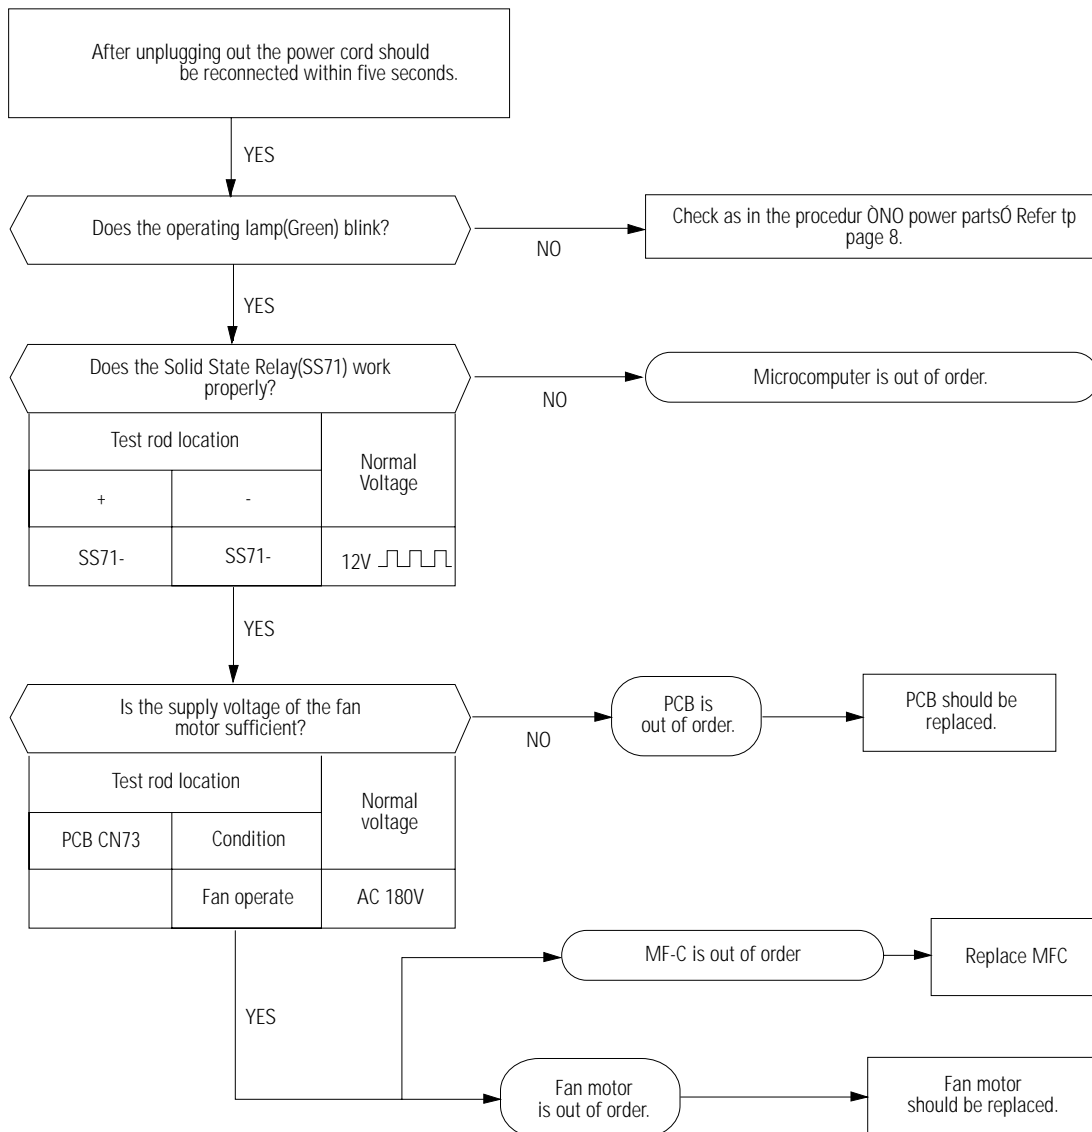 After unplugging out the power cord should
be reconnected within five seconds.
YES
Does the operating lamp(Green) blink?
NO
Check as in the procedur ÒNO power partsÓ Refer tp
page 8.
YES
Does the Solid State Relay(SS71) work
properly?
NO
Microcomputer is out of order.
Test rod location
Normal
Voltage
+
-
SS71-
SS71-
12V
YES
Is the supply voltage of the fan
motor sufficient?
NO
PCB is
out of order.
PCB should be
replaced.
Test rod location
Normal
voltage
PCB CN73
Condition
Fan operate
AC 180V
YES
MF-C is out of order
Replace MFC
Fan motor
is out of order.
Fan motor
should be replaced.